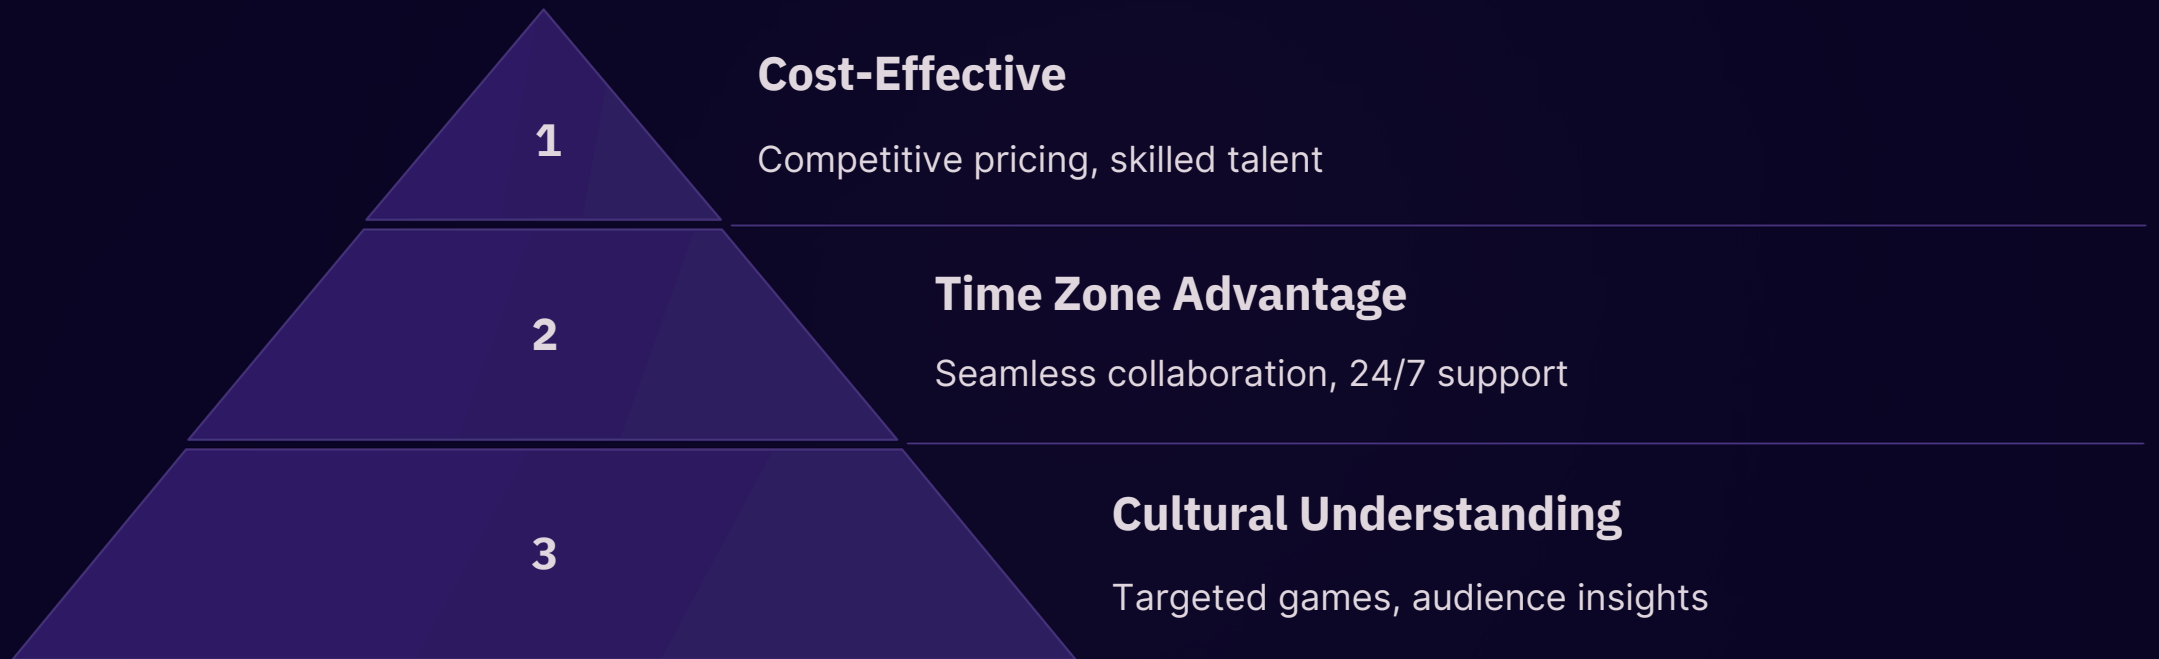 1
Cost-Effective
Competitive pricing, skilled talent
2
Time Zone Advantage
Seamless collaboration, 24/7 support
3
Cultural Understanding
Targeted games, audience insights